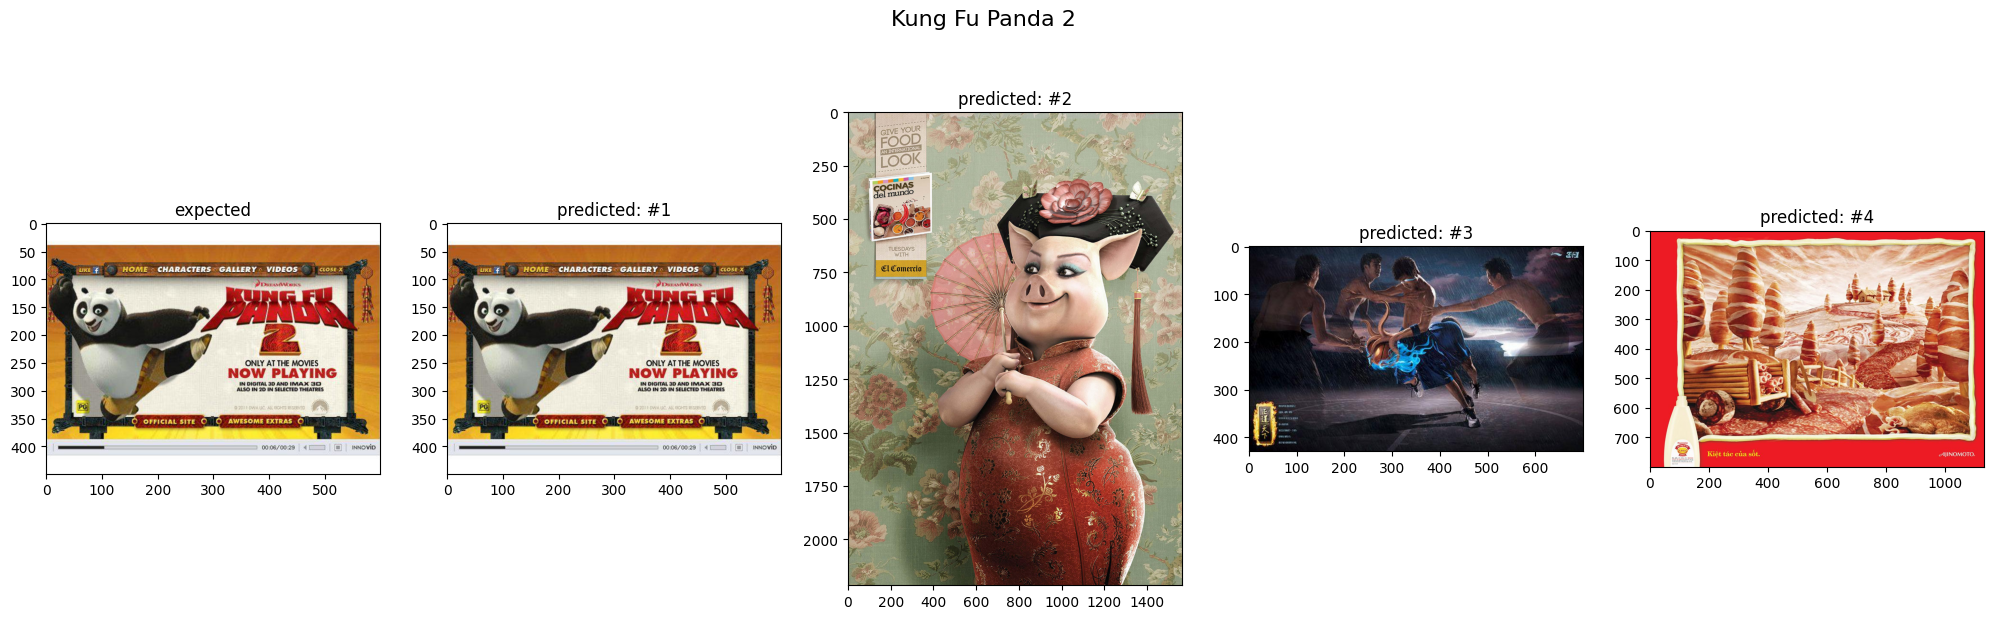 Kung Fu Panda 2
expected
0
50
100
150
200
250
300
350
400
0 100 200 300 400 500
LIKE f HOME CHARACTERS GALLERY VIDEOS CLOSE X
DREAMWORKS
KUNG FU
PANDA
2
ONLY AT THE MOVIES
NOW PLAYING
IN DIGITAL 3D AND IMAX 3D
ALSO IN 2D IN SELECTED THEATRES
PG
OFFICIAL SITE AWESOME EXTRAS
00:06/00:29 INNOVID
predicted: #1
0
50
100
150
200
250
300
350
400
0 100 200 300 400 500
LIKE f HOME CHARACTERS GALLERY VIDEOS CLOSE X
DREAMWORKS
KUNG FU
PANDA
2
ONLY AT THE MOVIES
NOW PLAYING
IN DIGITAL 3D AND IMAX 3D
ALSO IN 2D IN SELECTED THEATRES
PG
OFFICIAL SITE AWESOME EXTRAS
00:06/00:29 INNOVID
predicted: #2
0
250
500
750
1000
1250
1500
1750
2000
0 200 400 600 800 1000 1200 1400
GIVE YOUR
FOOD
AN INTERNATIONAL
LOOK
COCINAS
del mundo
TUESDAYS
WITH
El Comercio
predicted: #3
0
100
200
300
400
0 100 200 300 400 500 600
predicted: #4
0
100
200
300
400
500
600
700
0 200 400 600 800 1000
Kiệt tác của sốt.
AJINOMOTO.